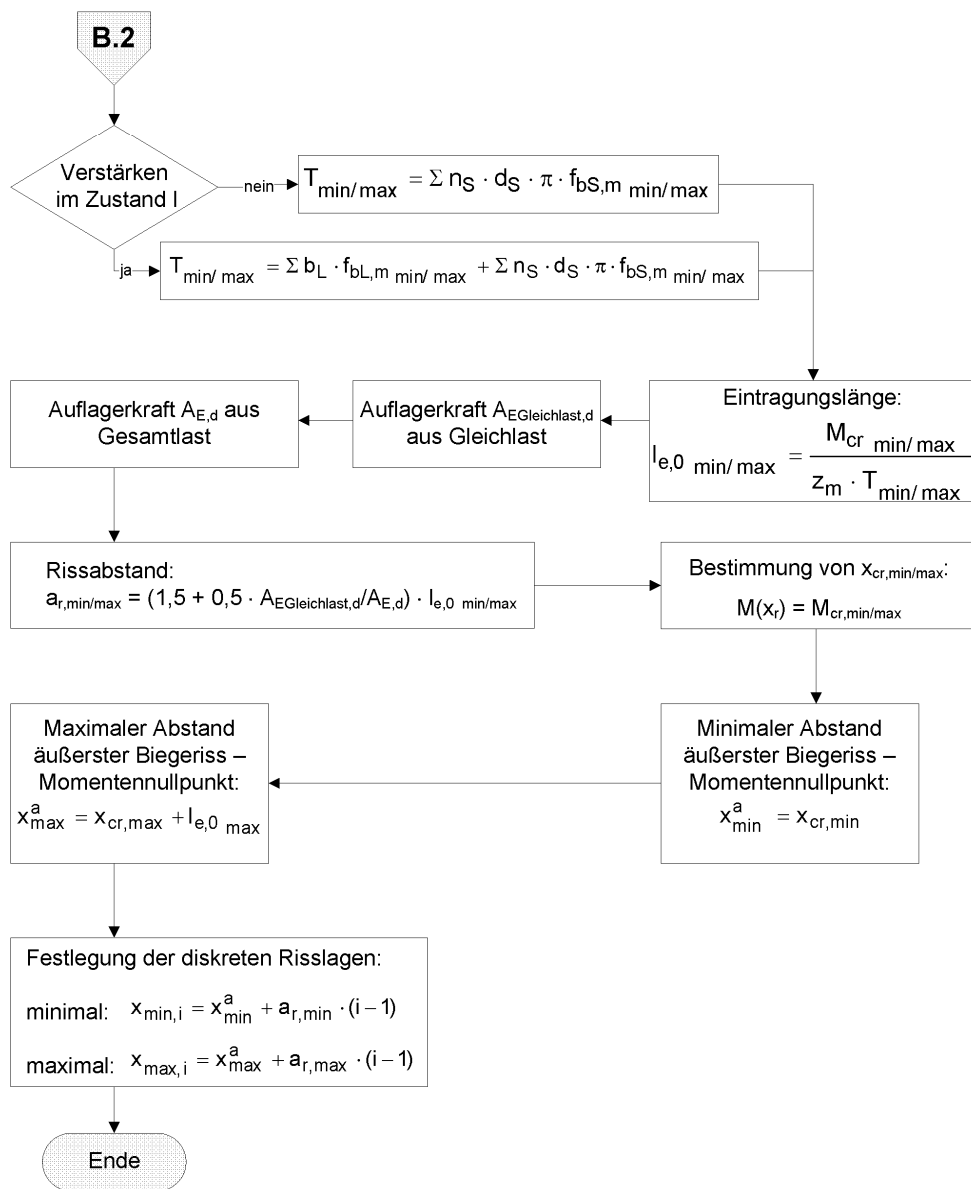 B.2
Verstärken
im Zustand I
nein
T_min/max = Σ n_S · d_S · π · f_bS,m min/max
ja
T_min/ max = Σ b_L · f_bL,m min/ max + Σ n_S · d_S · π · f_bS,m min/ max
Eintragungslänge:
l_e,0 min/ max = M_cr min/ max / z_m · T_min/ max
Auflagerkraft A_EGleichlast,d
aus Gleichlast
Auflagerkraft A_E,d aus
Gesamtlast
Rissabstand:
a_r,min/max = (1,5 + 0,5 · A_EGleichlast,d/A_E,d) · l_e,0 min/max
Bestimmung von x_cr,min/max:
M(x_r) = M_cr,min/max
Minimaler Abstand
äußerster Biegeriss –
Momentennullpunkt:
x^a_min = x_cr,min
Maximaler Abstand
äußerster Biegeriss –
Momentennullpunkt:
x^a_max = x_cr,max + l_e,0 max
Festlegung der diskreten Risslagen:
minimal: x_min,i = x^a_min + a_r,min · (i – 1)
maximal: x_max,i = x^a_max + a_r,max · (i – 1)
Ende